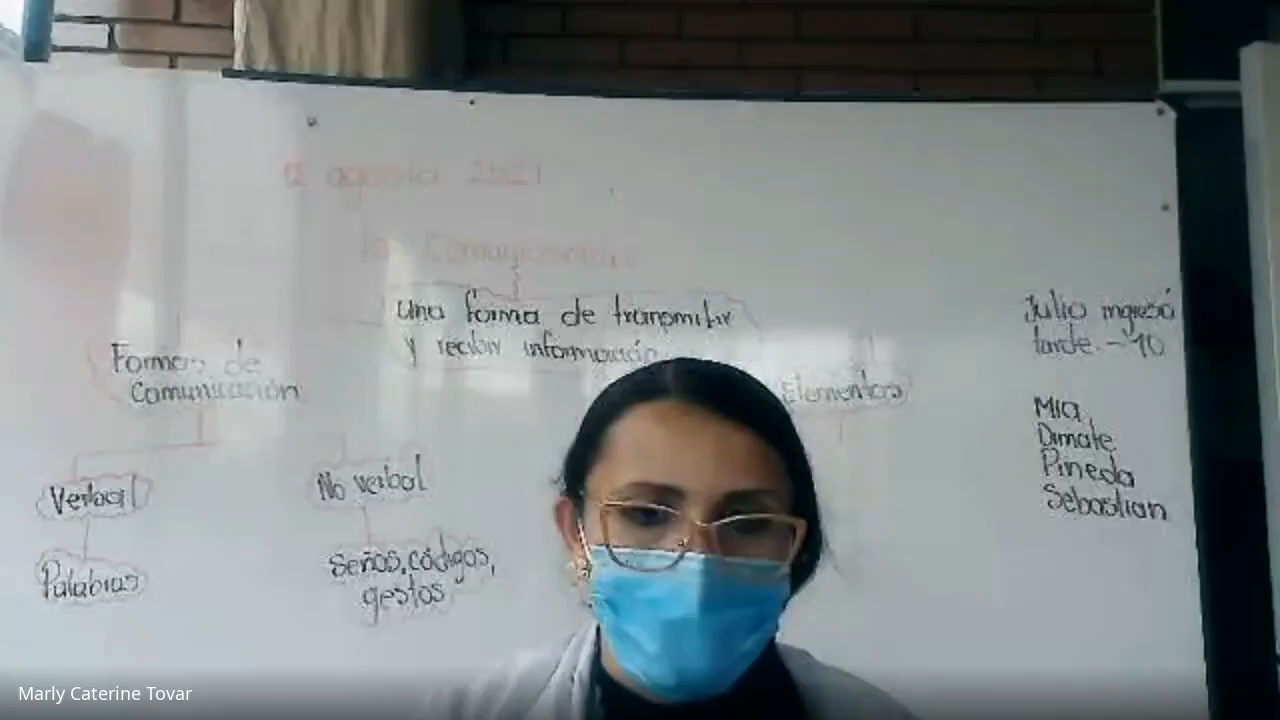 agosto 2021
la Comunicación
Una forma de transmitir
y recibir información
Formas de
Comunicación
Elementos
Verbal
No verbal
Palabras
Señas, códigos,
gestos
Julio ingresó
tarde. - 10
Mia
Dimate
Pineda
Sebastian
Marly Caterine Tovar